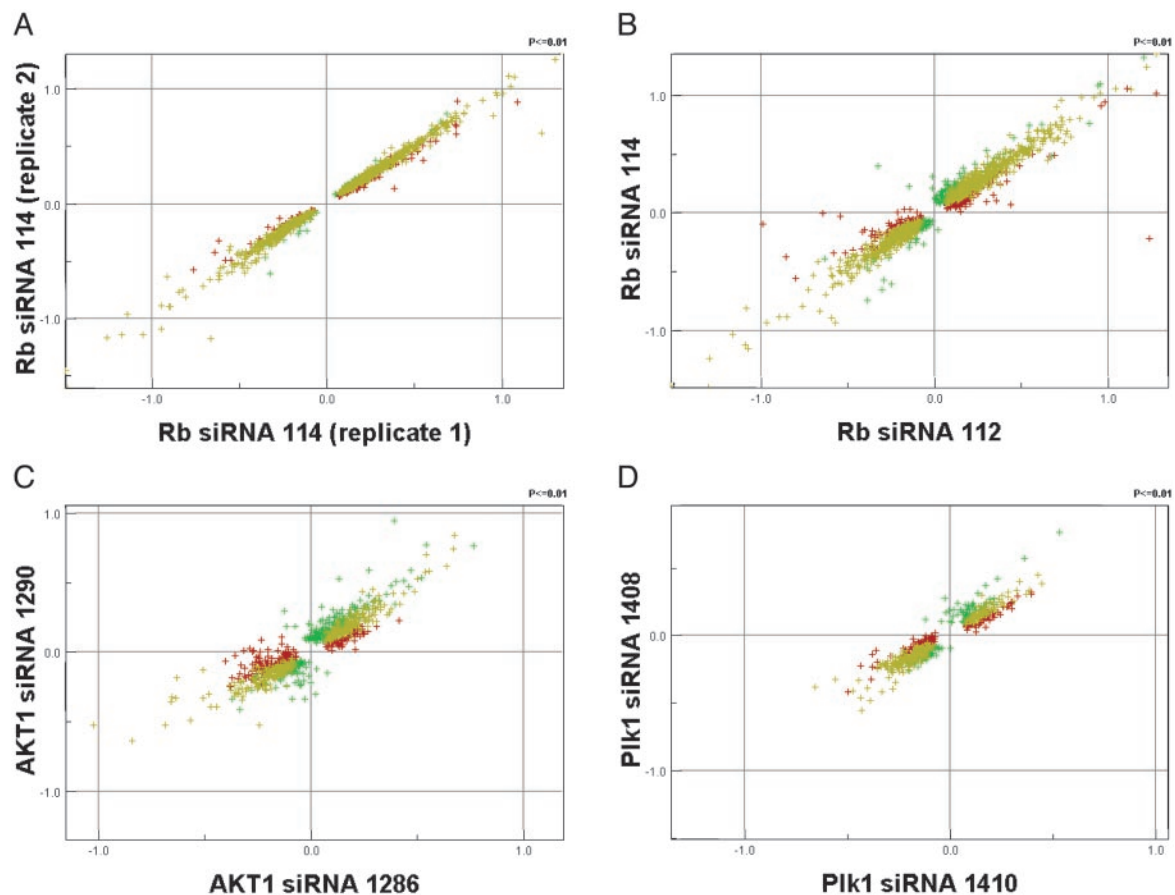 A
P<=0.01
Rb siRNA 114 (replicate 2)
1.0
0.0
-1.0
-1.0
0.0
1.0
Rb siRNA 114 (replicate 1)
B
P<=0.01
Rb siRNA 114
1.0
0.0
-1.0
-1.0
0.0
1.0
Rb siRNA 112
C
P<=0.01
AKT1 siRNA 1290
1.0
0.0
-1.0
-1.0
0.0
1.0
AKT1 siRNA 1286
D
P<=0.01
Plk1 siRNA 1408
1.0
0.0
-1.0
-1.0
0.0
1.0
Plk1 siRNA 1410